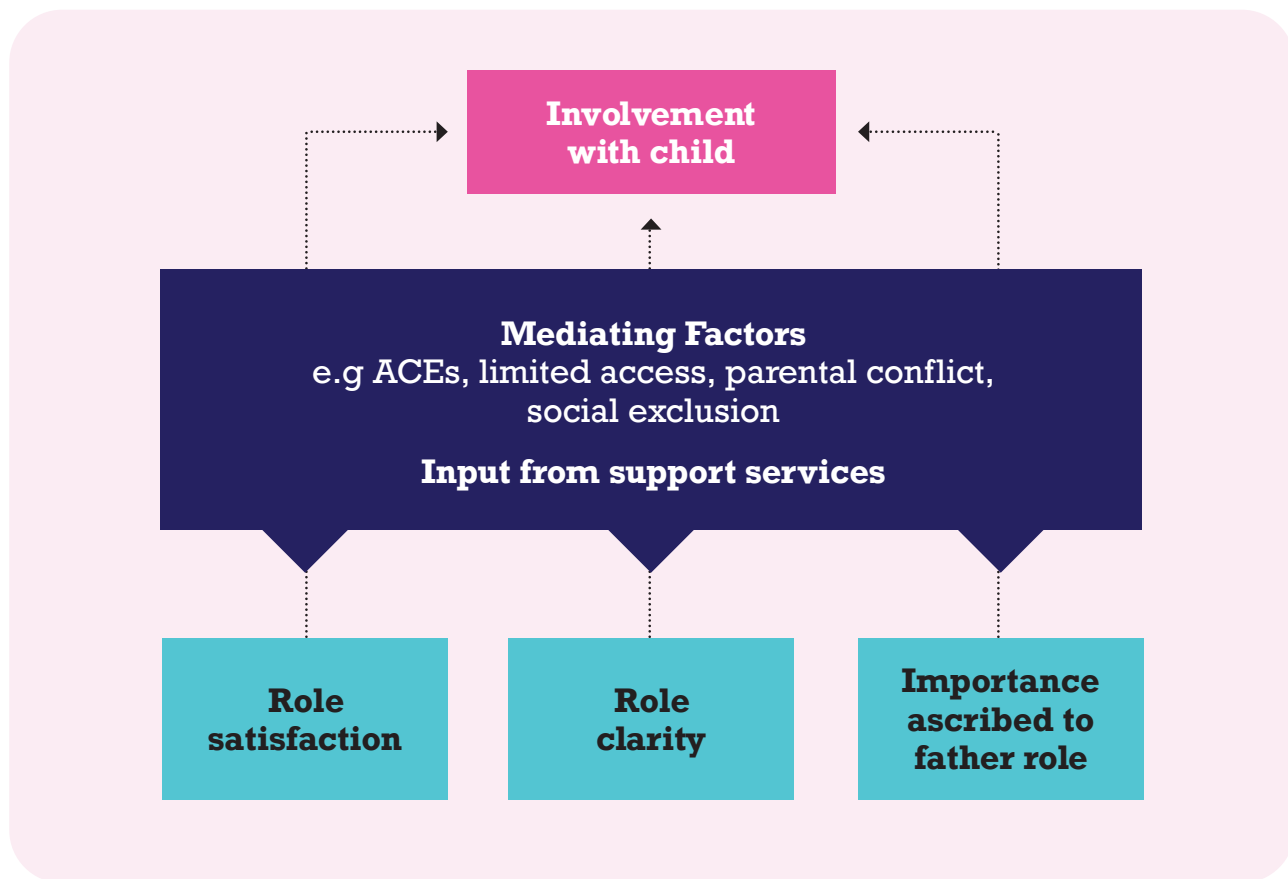 Involvement
with child
Mediating Factors
e.g ACEs, limited access, parental conflict,
social exclusion
Input from support services
Role
satisfaction
Role
clarity
Importance
ascribed to
father role